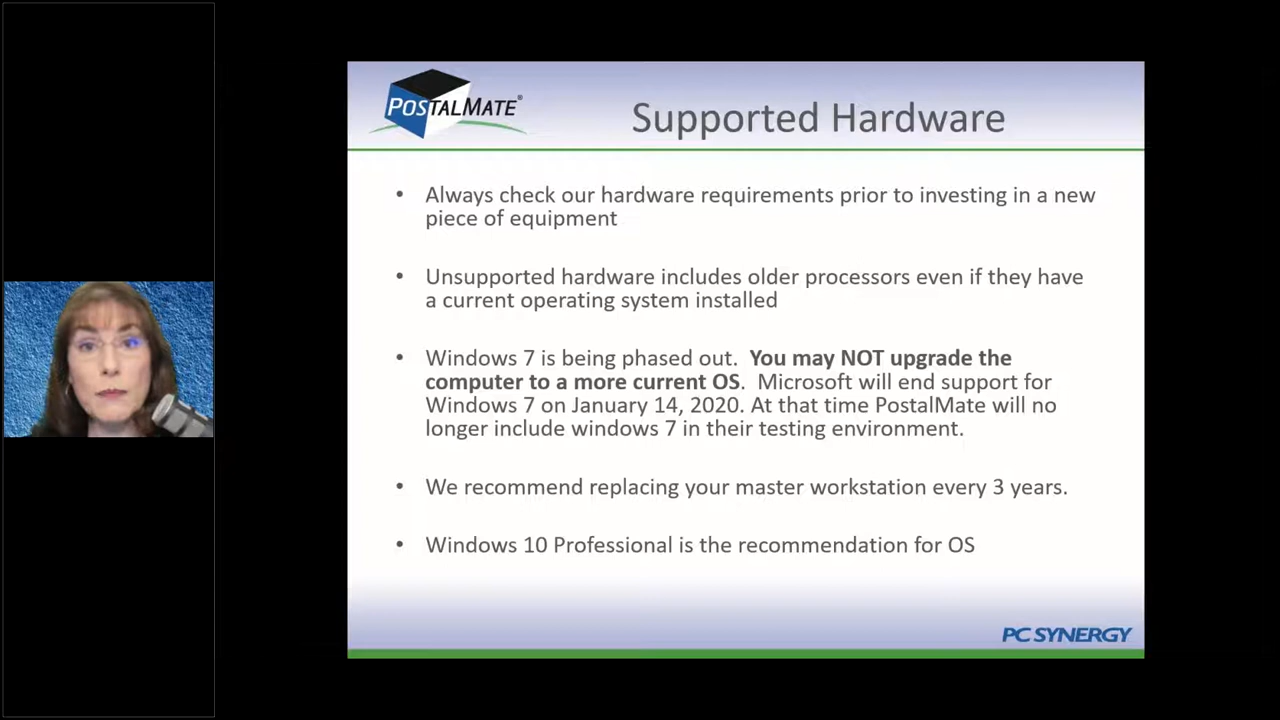 POSTALMATE®
Supported Hardware
• Always check our hardware requirements prior to investing in a new
piece of equipment
• Unsupported hardware includes older processors even if they have
a current operating system installed
• Windows 7 is being phased out. You may NOT upgrade the
computer to a more current OS. Microsoft will end support for
Windows 7 on January 14, 2020. At that time PostalMate will no
longer include windows 7 in their testing environment.
• We recommend replacing your master workstation every 3 years.
• Windows 10 Professional is the recommendation for OS
PC SYNERGY